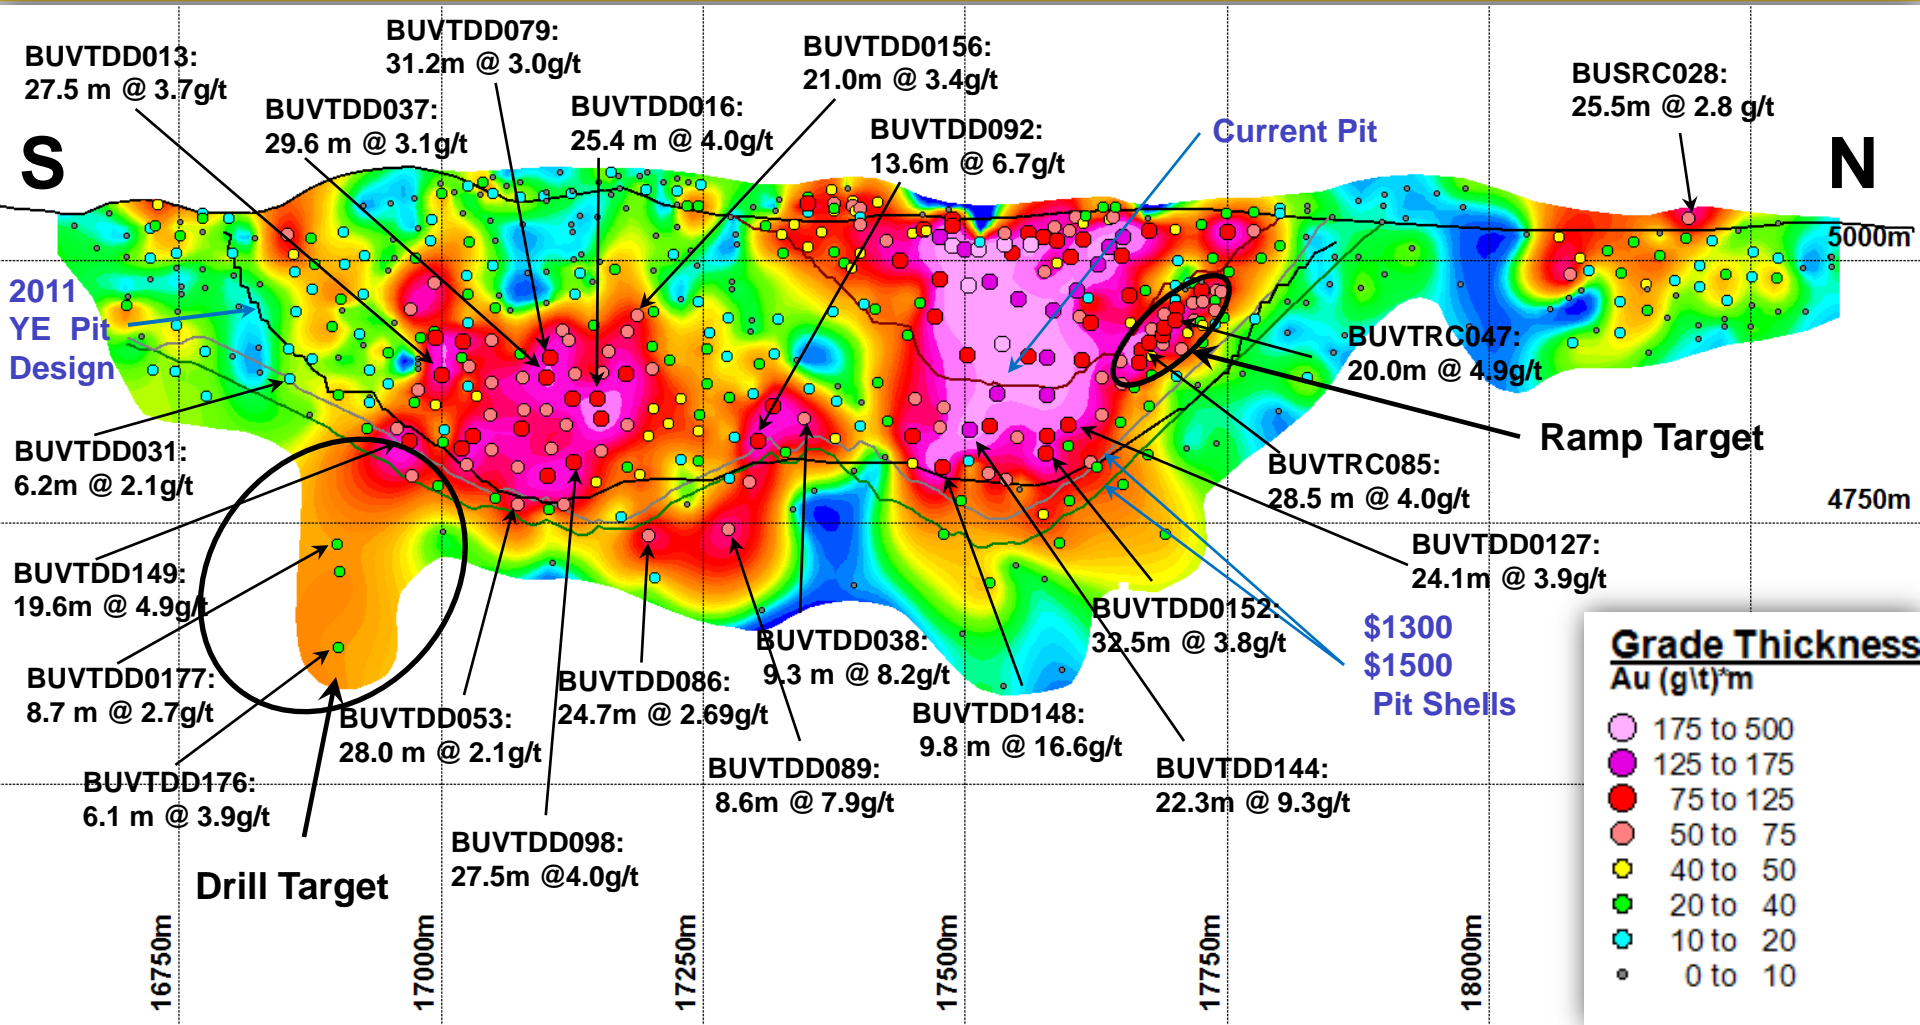 BUVTDD013:
27.5 m @ 3.7g/t
BUVTDD079:
31.2m @ 3.0g/t
BUVTDD037:
29.6 m @ 3.1g/t
BUVTDD016:
25.4 m @ 4.0g/t
BUVTDD0156:
21.0m @ 3.4g/t
BUVTDD092:
13.6m @ 6.7g/t
Current Pit
BUSRC028:
25.5m @ 2.8 g/t
S
N
5000m
2011
YE Pit
Design
BUVTRC047:
20.0m @ 4.9g/t
Ramp Target
BUVTDD031:
6.2m @ 2.1g/t
BUVTRC085:
28.5 m @ 4.0g/t
4750m
BUVTDD149:
19.6m @ 4.9g/t
BUVTDD0127:
24.1m @ 3.9g/t
BUVTDD0152:
32.5m @ 3.8g/t
$1300
$1500
Pit Shells
BUVTDD0177:
8.7 m @ 2.7g/t
BUVTDD038:
9.3 m @ 8.2g/t
BUVTDD086:
24.7m @ 2.69g/t
BUVTDD053:
28.0 m @ 2.1g/t
BUVTDD148:
9.8 m @ 16.6g/t
BUVTDD176:
6.1 m @ 3.9g/t
BUVTDD089:
8.6m @ 7.9g/t
BUVTDD144:
22.3m @ 9.3g/t
BUVTDD098:
27.5m @4.0g/t
Drill Target
16750m
17000m
17250m
17500m
17750m
18000m
Grade Thickness
Au (g\t)*m
175 to 500
125 to 175
75 to 125
50 to 75
40 to 50
20 to 40
10 to 20
0 to 10